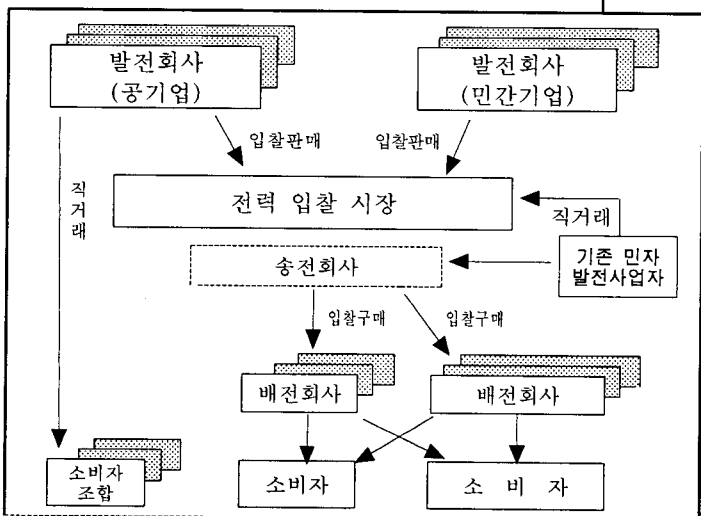 발전회사
(공기업)
발전회사
(민간기업)
입찰판매
입찰판매
직거래
전력 입찰 시장
직거래
송전회사
기존 민자
발전사업자
입찰구매
입찰구매
배전회사
배전회사
소비자
조합
소비자
소 비 자